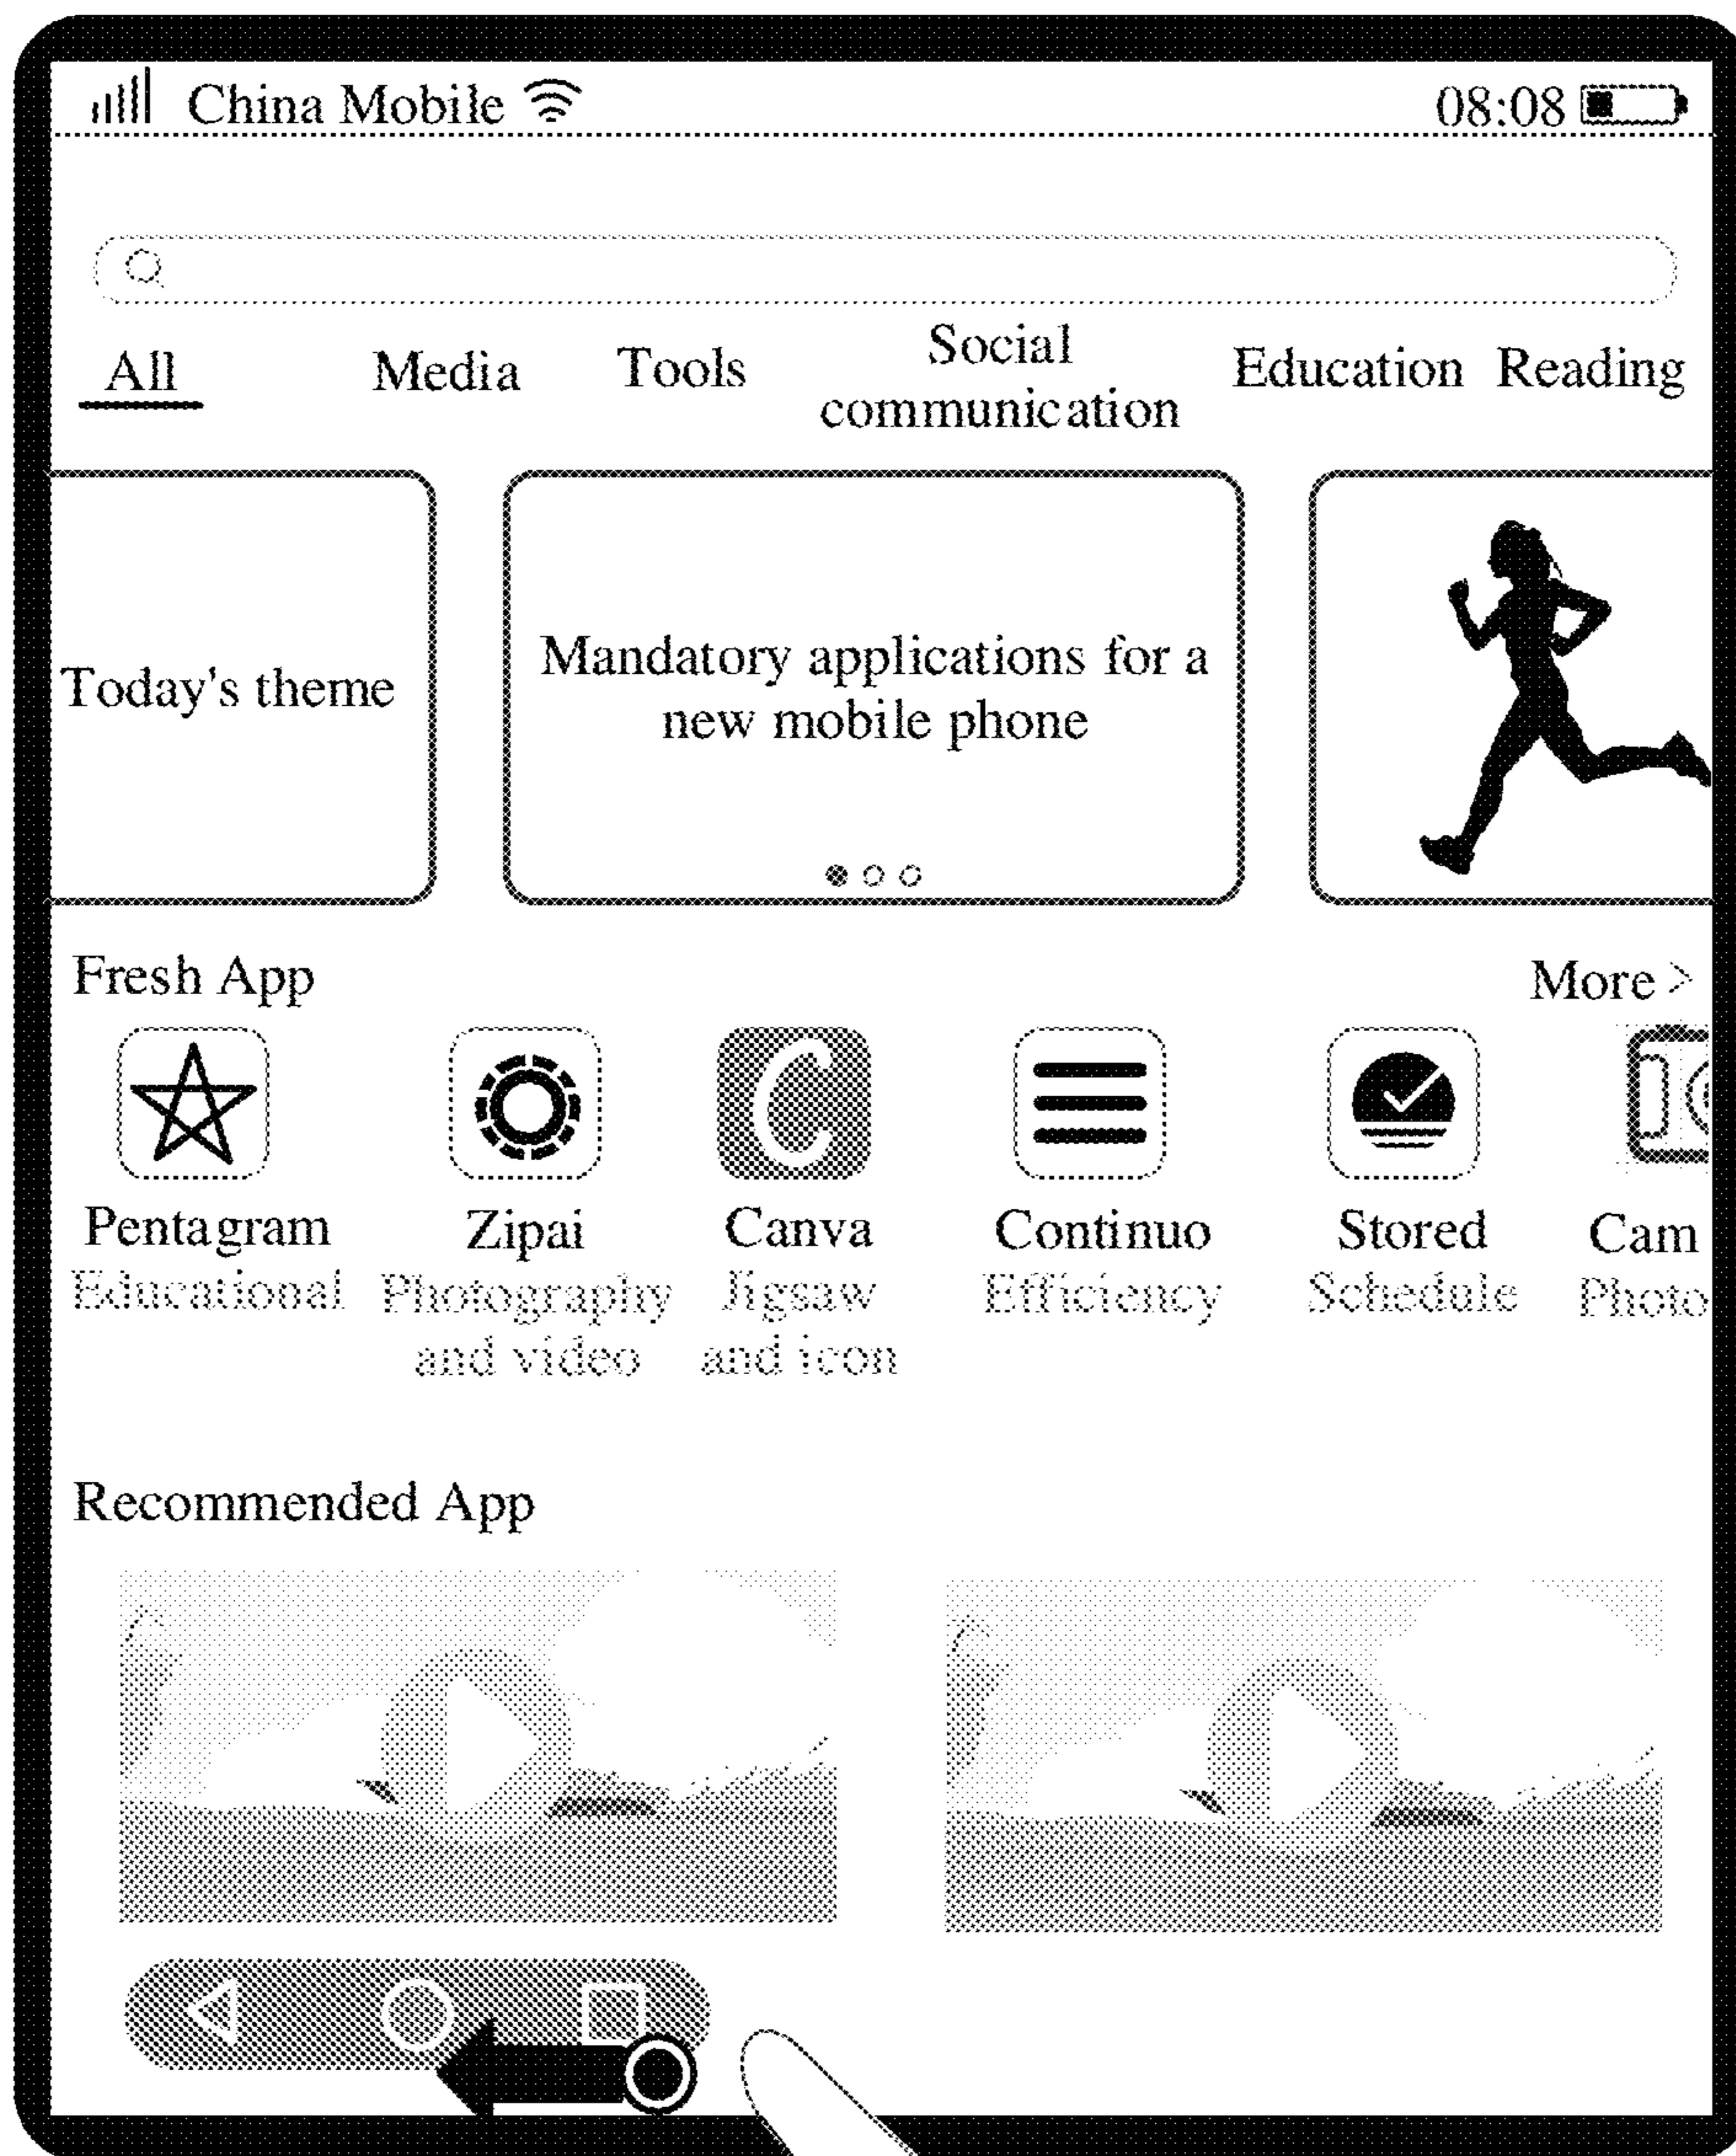 China Mobile
08:08
All
Media
Tools
Social
communication
Education
Reading
Today's theme
Mandatory applications for a
new mobile phone
Fresh App
More >
Pentagram
Educational
Zipai
Photography
and video
Canva
Jigsaw
and icon
Continuo
Efficiency
Stored
Schedule
Cam
Photo
Recommended App